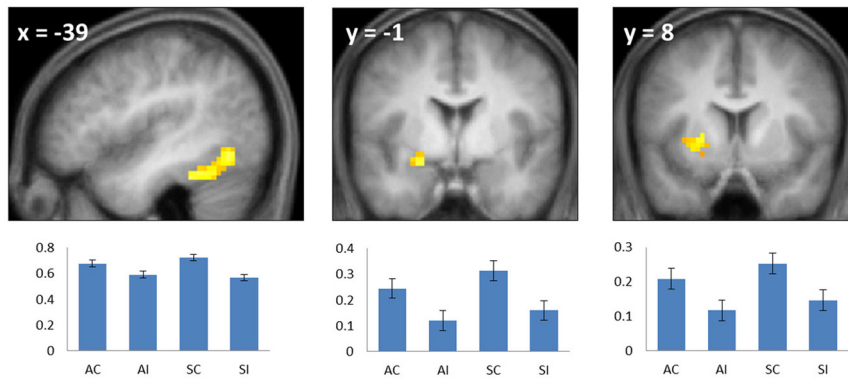 x = -39
y = -1
y = 8
0.8
0.6
0.4
0.2
0
AC AI SC SI
0.4
0.3
0.2
0.1
0
AC AI SC SI
0.3
0.2
0.1
0
AC AI SC SI